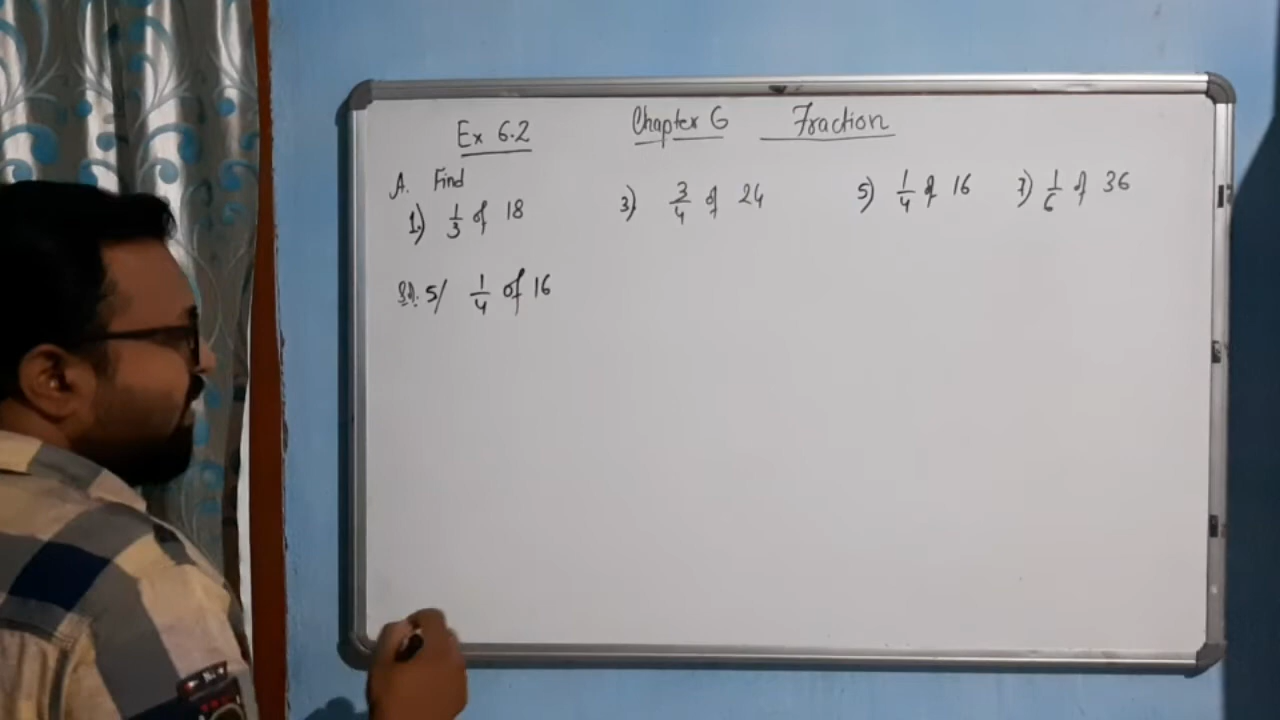 Ex 6.2 Chapter 6 Fraction
A. Find
1.) 1/3 of 18 3) 3/4 of 24 5) 1/4 of 16 7) 1/6 of 36
5/ 1/4 of 16